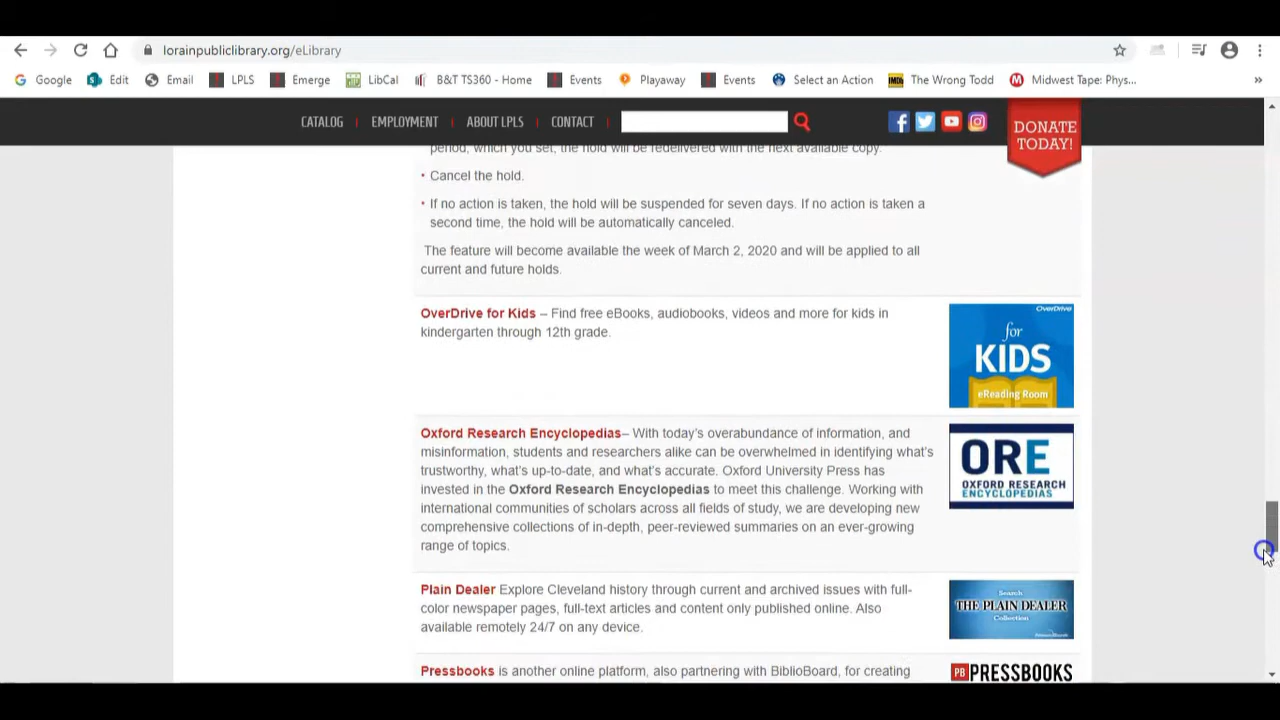 lorainpubliclibrary.org/eLibrary
Google Edit Email LPLS Emerge LibCal B&T TS360 - Home Events Playaway Events Select an Action IMDb The Wrong Todd M Midwest Tape: Phys... »
CATALOG | EMPLOYMENT | ABOUT LPLS | CONTACT
DONATE
TODAY!
period, which you set, the hold will be redelivered with the next available copy.
• Cancel the hold.
• If no action is taken, the hold will be suspended for seven days. If no action is taken a
second time, the hold will be automatically canceled.
The feature will become available the week of March 2, 2020 and will be applied to all
current and future holds.
OverDrive for Kids – Find free eBooks, audiobooks, videos and more for kids in
kindergarten through 12th grade.
OverDrive
for
KIDS
eReading Room
Oxford Research Encyclopedias– With today's overabundance of information, and
misinformation, students and researchers alike can be overwhelmed in identifying what's
trustworthy, what's up-to-date, and what's accurate. Oxford University Press has
invested in the Oxford Research Encyclopedias to meet this challenge. Working with
international communities of scholars across all fields of study, we are developing new
comprehensive collections of in-depth, peer-reviewed summaries on an ever-growing
range of topics.
ORE
OXFORD RESEARCH
ENCYCLOPEDIAS
Plain Dealer Explore Cleveland history through current and archived issues with full-
color newspaper pages, full-text articles and content only published online. Also
available remotely 24/7 on any device.
Search
THE PLAIN DEALER
Collection
Pressbooks is another online platform, also partnering with BiblioBoard, for creating
PB PRESSBOOKS